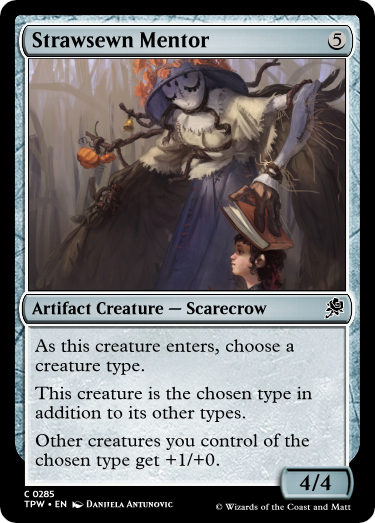 Strawsewn Mentor 5
Artifact Creature — Scarecrow
As this creature enters, choose a
creature type.
This creature is the chosen type in
addition to its other types.
Other creatures you control of the
chosen type get +1/+0.
4/4
C 0285
TPW • EN Danijela Antunovic
© Wizards of the Coast and Matt